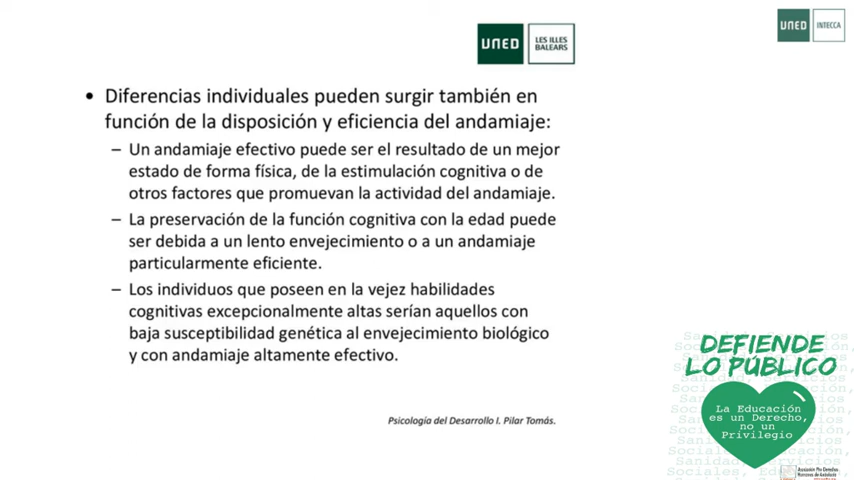 UNED
LES ILLES
BALEARS
UNED
INTECCA
• Diferencias individuales pueden surgir también en
función de la disposición y eficiencia del andamiaje:
– Un andamiaje efectivo puede ser el resultado de un mejor
estado de forma física, de la estimulación cognitiva o de
otros factores que promuevan la actividad del andamiaje.
– La preservación de la función cognitiva con la edad puede
ser debida a un lento envejecimiento o a un andamiaje
particularmente eficiente.
– Los individuos que poseen en la vejez habilidades
cognitivas excepcionalmente altas serían aquellos con
baja susceptibilidad genética al envejecimiento biológico
y con andamiaje altamente efectivo.
Psicología del Desarrollo I. Pilar Tomás.
DEFIENDE
LO PÚBLICO
La Educación
es un Derecho,
no un
Privilegio